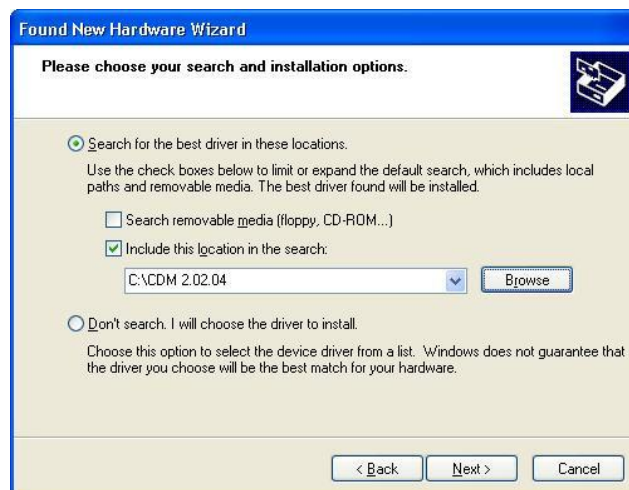 Found New Hardware Wizard
Please choose your search and installation options.
Search for the best driver in these locations.
Use the check boxes below to limit or expand the default search, which includes local
paths and removable media. The best driver found will be installed.
Search removable media (floppy, CD-ROM...)
Include this location in the search:
C:\CDM 2.02.04
Browse
Don't search. I will choose the driver to install.
Choose this option to select the device driver from a list. Windows does not guarantee that
the driver you choose will be the best match for your hardware.
< Back
Next >
Cancel